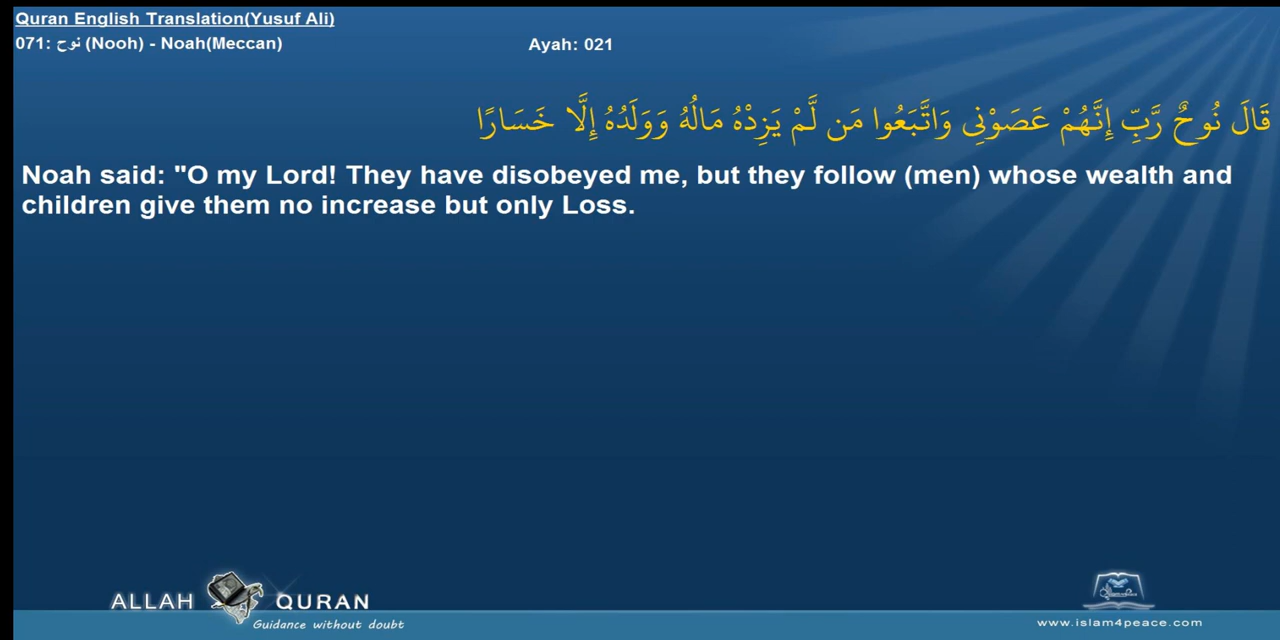 Quran English Translation(Yusuf Ali)
071: نوح (Nooh) - Noah(Meccan)
Ayah: 021
قَالَ نُوحٌ رَّبِّ إِنَّهُمْ عَصَوْنِي وَاتَّبَعُوا مَن لَّمْ يَزِدْهُ مَالُهُ وَوَلَدُهُ إِلَّا خَسَارًا
Noah said: "O my Lord! They have disobeyed me, but they follow (men) whose wealth and
children give them no increase but only Loss.
ALLAH QURAN
Guidance without doubt
www.islam4peace.com